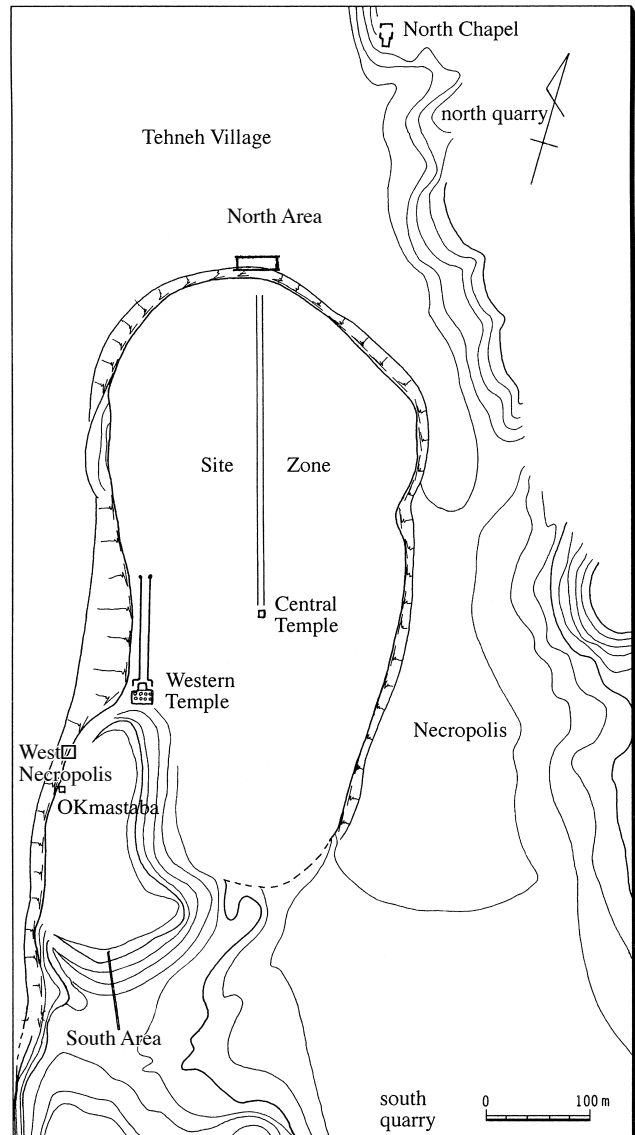 North Chapel
north quarry
Tehneh Village
North Area
Site Zone
Central
Temple
Western
Temple
Necropolis
West
Necropolis
OKmastaba
South Area
south
quarry
0 100 m